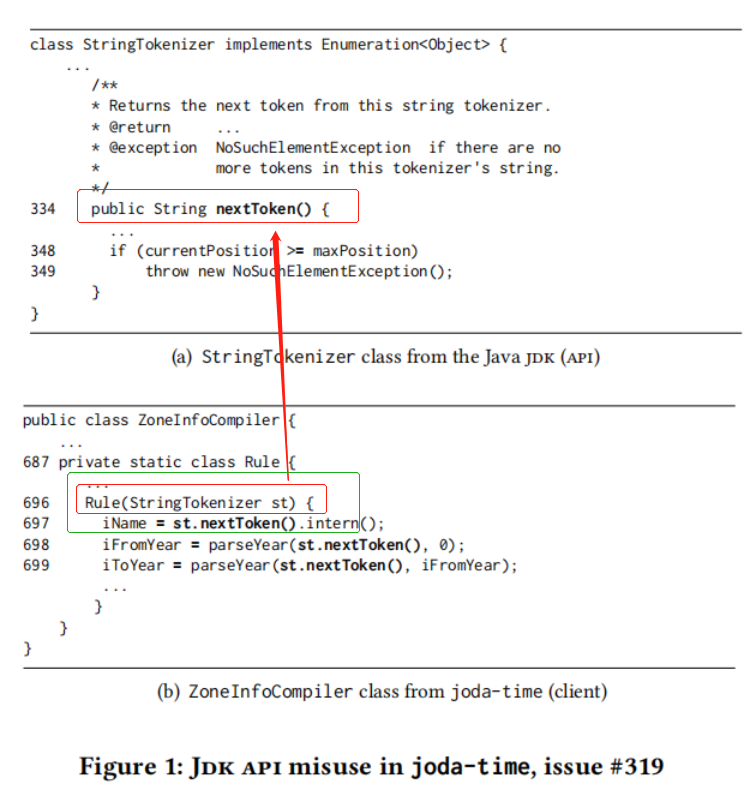 class StringTokenizer implements Enumeration<Object> {
...
/**
* Returns the next token from this string tokenizer.
* @return ...
* @exception NoSuchElementException if there are no
* more tokens in this tokenizer's string.
*/
334 public String nextToken() {
...
348 if (currentPosition >= maxPosition)
349 throw new NoSuchElementException();
}
}
(a) StringTokenizer class from the Java JDK (API)
public class ZoneInfoCompiler {
...
687 private static class Rule {
...
696 Rule(StringTokenizer st) {
697 iName = st.nextToken().intern();
698 iFromYear = parseYear(st.nextToken(), 0);
699 iToYear = parseYear(st.nextToken(), iFromYear);
...
}
}
}
(b) ZoneInfoCompiler class from joda-time (client)
Figure 1: JDK API misuse in joda-time, issue #319